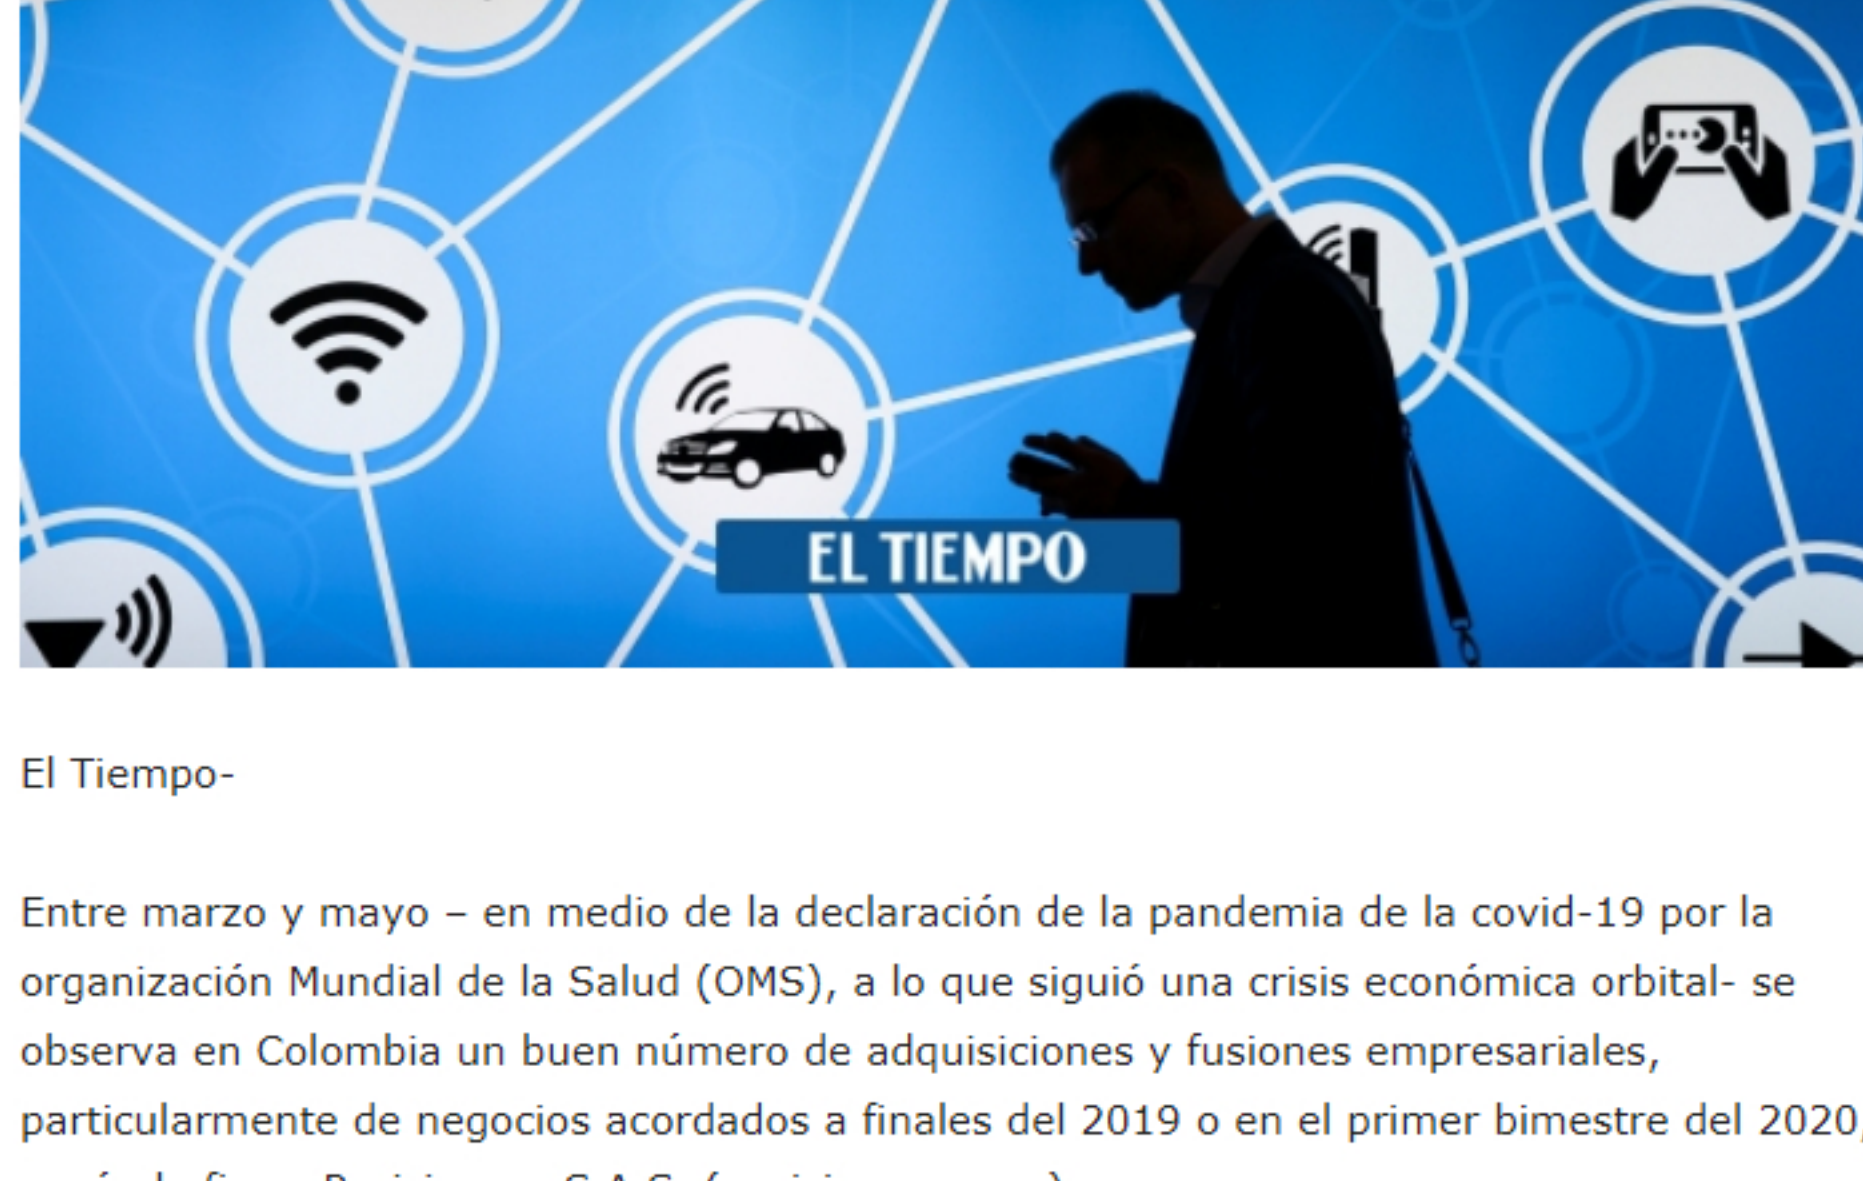 EL TIEMPO
El Tiempo-
Entre marzo y mayo – en medio de la declaración de la pandemia de la covid-19 por la
organización Mundial de la Salud (OMS), a lo que siguió una crisis económica orbital- se
observa en Colombia un buen número de adquisiciones y fusiones empresariales,
particularmente de negocios acordados a finales del 2019 o en el primer bimestre del 2020,